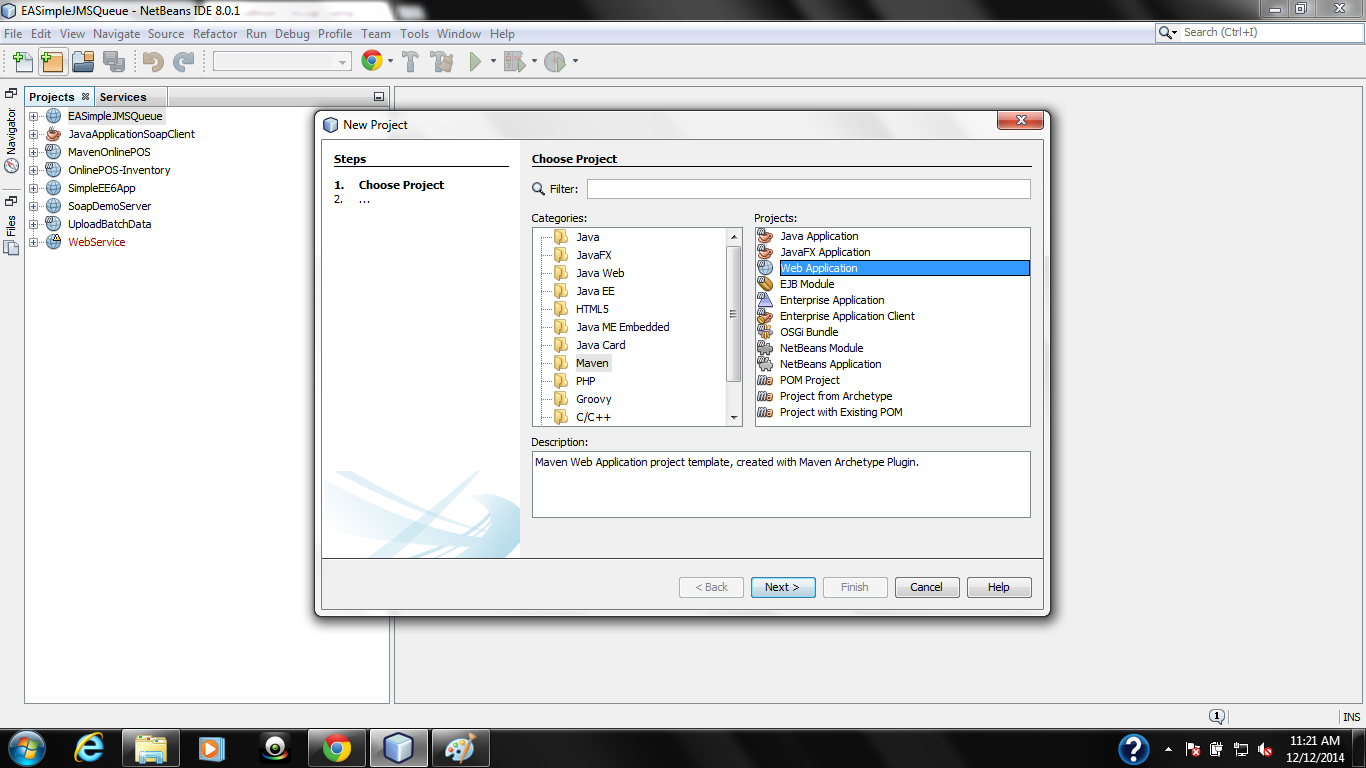 EASimpleJMSQueue - NetBeans IDE 8.0.1
File Edit View Navigate Source Refactor Run Debug Profile Team Tools Window Help
Search (Ctrl+I)
Projects Services
Navigator
Files
EASimpleJMSQueue
JavaApplicationSoapClient
MavenOnlinePOS
OnlinePOS-Inventory
SimpleEE6App
SoapDemoServer
UploadBatchData
WebService
New Project
Steps
1. Choose Project
2. ...
Choose Project
Filter:
Categories:
Java
JavaFX
Java Web
Java EE
HTML5
Java ME Embedded
Java Card
Maven
PHP
Groovy
C/C++
Projects:
Java Application
JavaFX Application
Web Application
EJB Module
Enterprise Application
Enterprise Application Client
OSGi Bundle
NetBeans Module
NetBeans Application
POM Project
Project from Archetype
Project with Existing POM
Description:
Maven Web Application project template, created with Maven Archetype Plugin.
< Back Next > Finish Cancel Help
1 INS
11:21 AM
12/12/2014